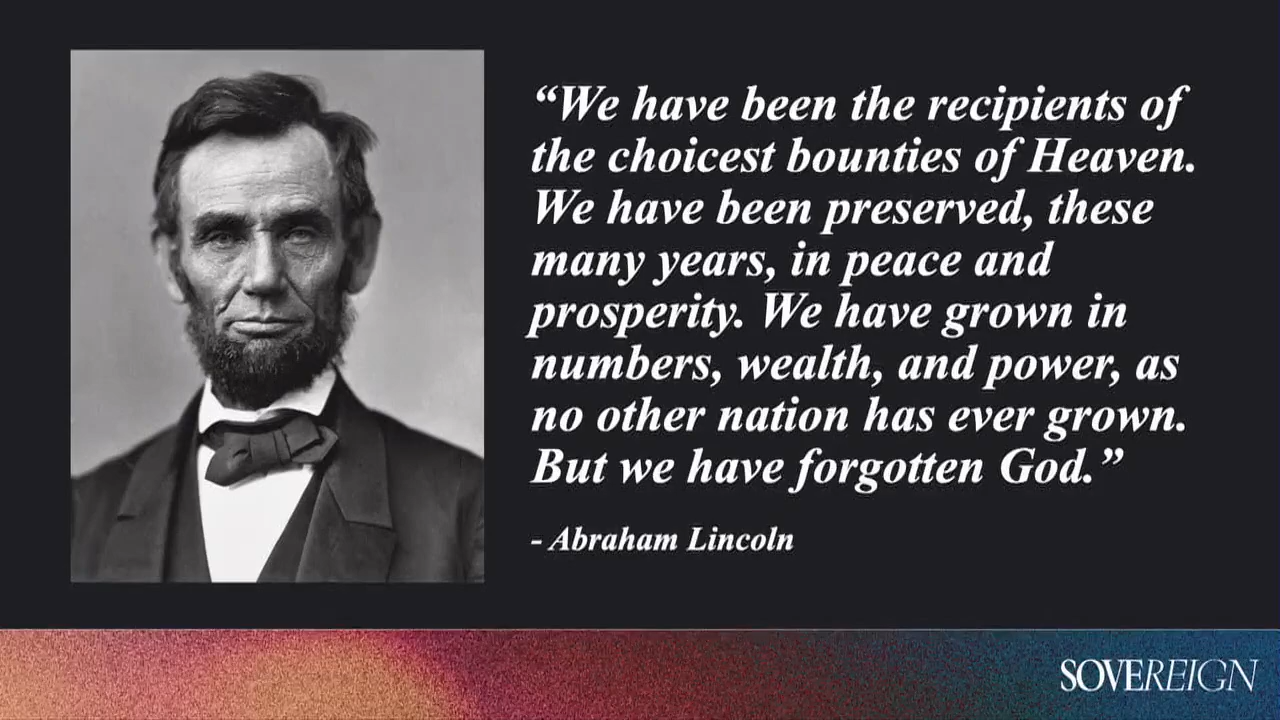 “We have been the recipients of
the choicest bounties of Heaven.
We have been preserved, these
many years, in peace and
prosperity. We have grown in
numbers, wealth, and power, as
no other nation has ever grown.
But we have forgotten God.”
- Abraham Lincoln
SOVEREIGN